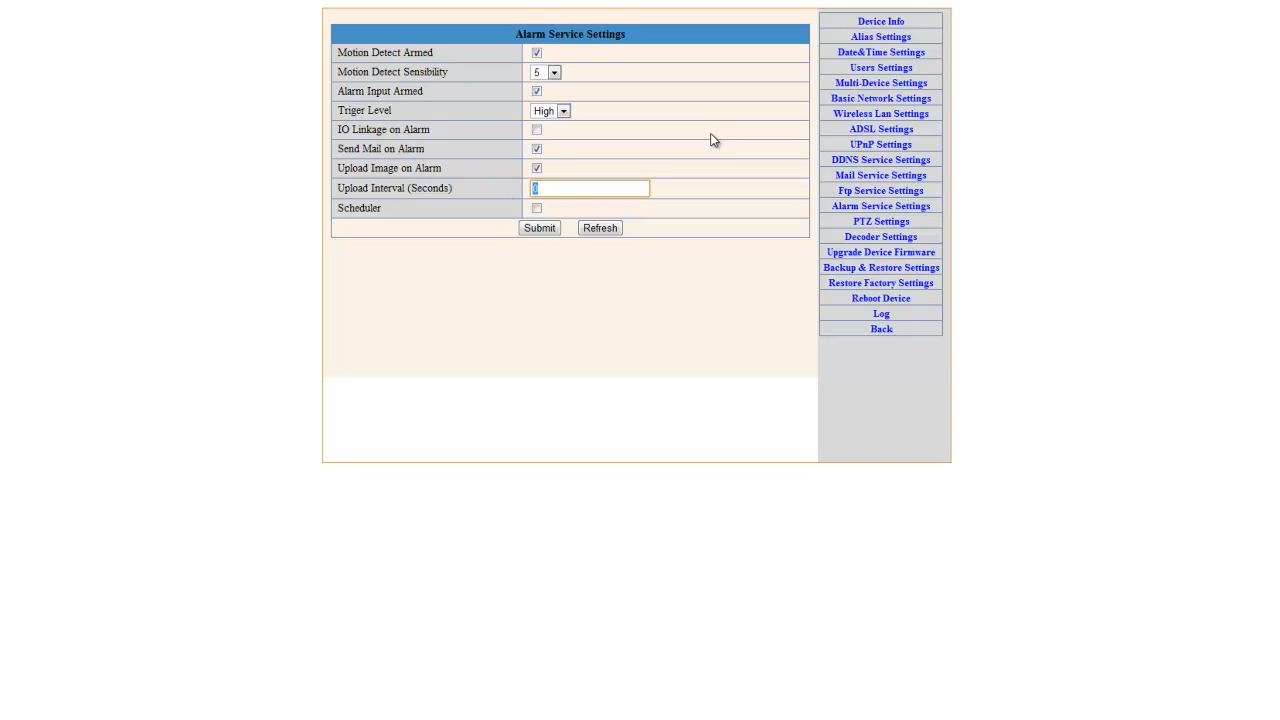 Alarm Service Settings
Motion Detect Armed
Motion Detect Sensibility 5
Alarm Input Armed
Triger Level High
IO Linkage on Alarm
Send Mail on Alarm
Upload Image on Alarm
Upload Interval (Seconds) 0
Scheduler
Submit Refresh
Device Info
Alias Settings
Date&Time Settings
Users Settings
Multi-Device Settings
Basic Network Settings
Wireless Lan Settings
ADSL Settings
UPnP Settings
DDNS Service Settings
Mail Service Settings
Ftp Service Settings
Alarm Service Settings
PTZ Settings
Decoder Settings
Upgrade Device Firmware
Backup & Restore Settings
Restore Factory Settings
Reboot Device
Log
Back